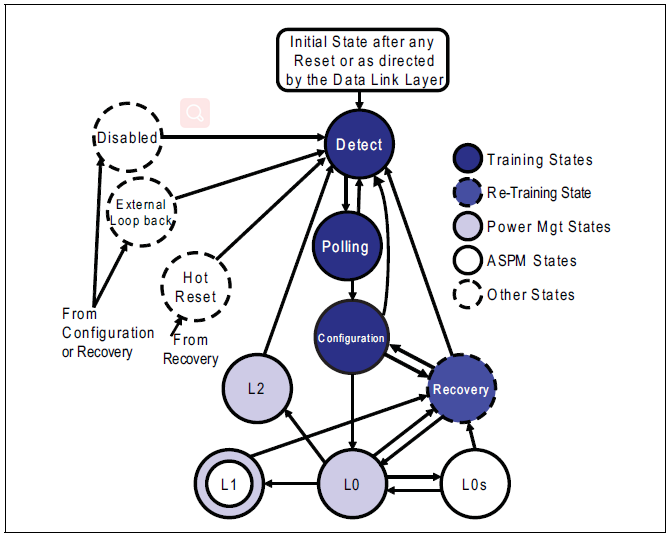 Initial State after any
Reset or as directed
by the Data Link Layer
Disabled
Detect
Training States
External
Loop back
Re-Training State
Polling
Power Mgt States
Hot
Reset
ASPM States
Other States
From
Configuration
or Recovery
From
Recovery
Configuration
L2
Recovery
L1
L0
L0s